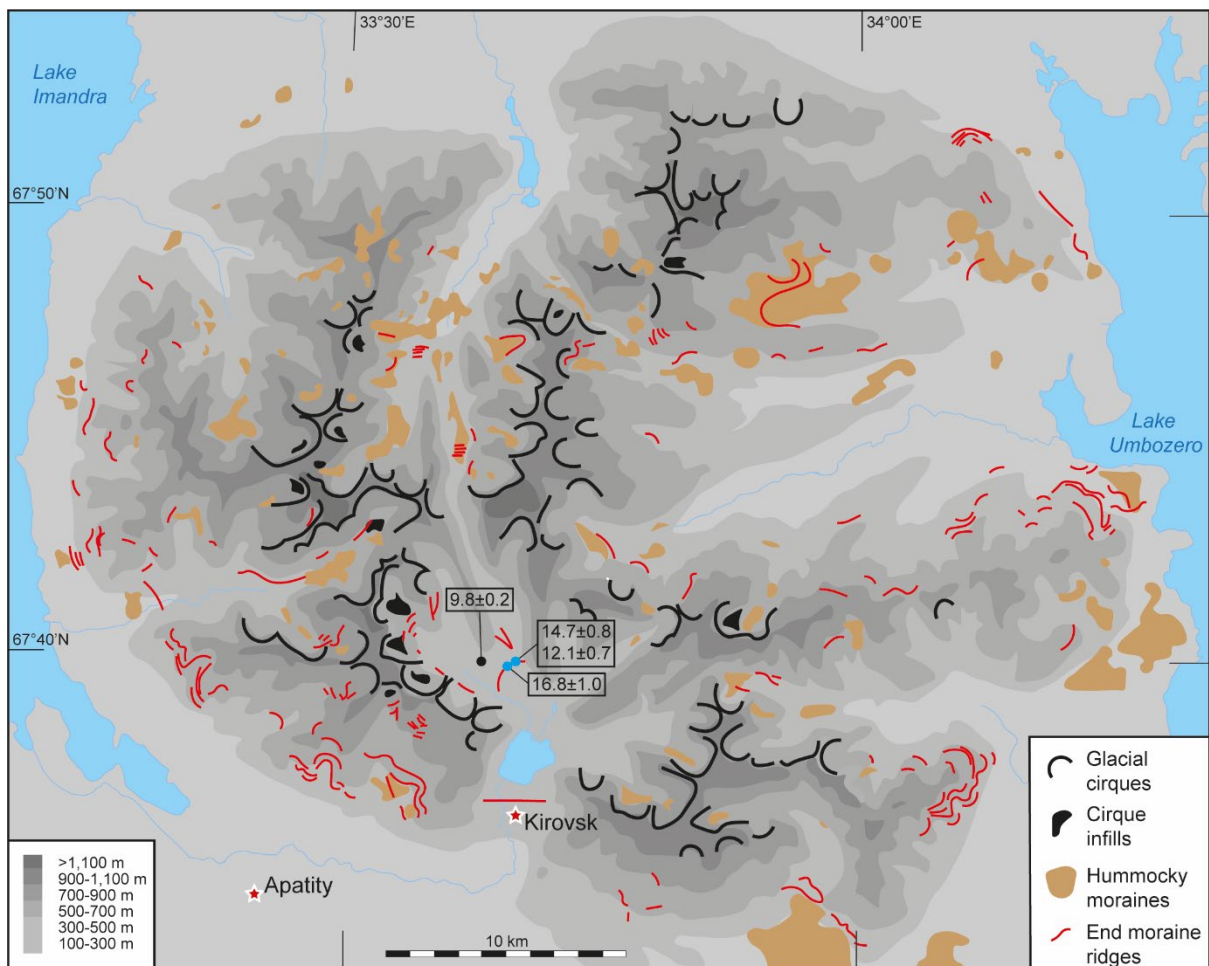 33°30'E
34°00'E
Lake
Imandra
67°50'N
Lake
Umbozero
9.8±0.2
14.7±0.8
12.1±0.7
67°40'N
16.8±1.0
Kirovsk
Apatity
10 km
>1,100 m
900-1,100 m
700-900 m
500-700 m
300-500 m
100-300 m
Glacial
cirques
Cirque
infills
Hummocky
moraines
End moraine
ridges